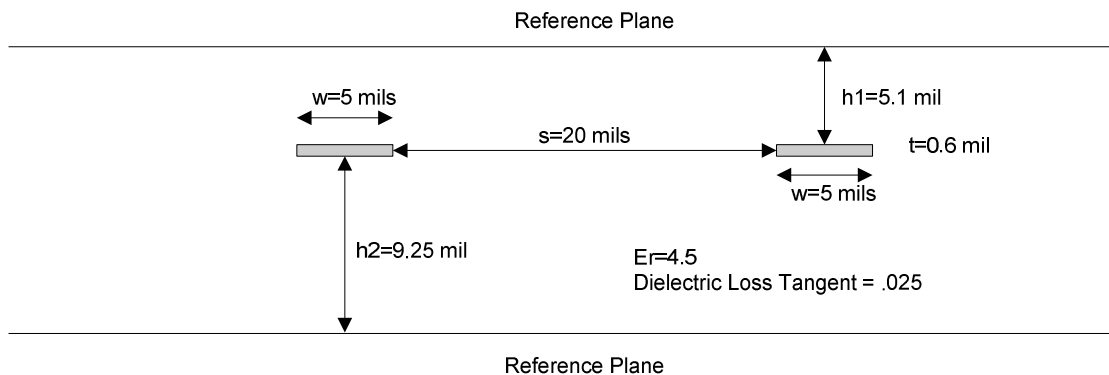 Reference Plane
w=5 mils
h1=5.1 mil
s=20 mils
t=0.6 mil
w=5 mils
h2=9.25 mil
Er=4.5
Dielectric Loss Tangent = .025
Reference Plane